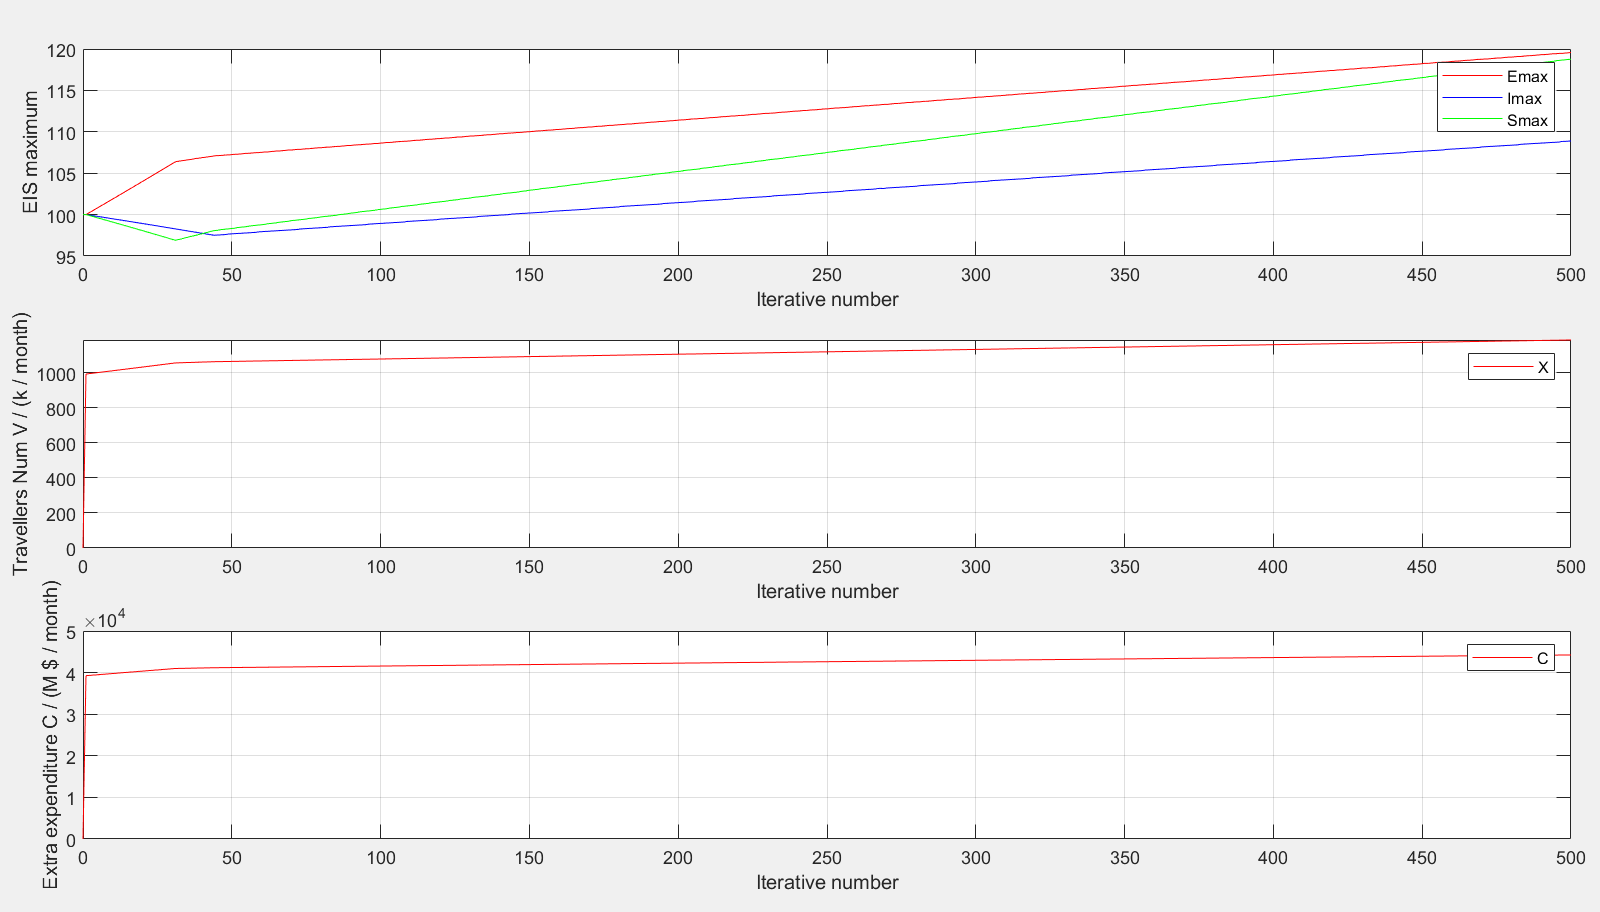 EIS maximum
120
115
110
105
100
95
Emax
Imax
Smax
0 50 100 150 200 250 300 350 400 450 500
Iterative number
Travellers Num V / (k / month)
1000
800
600
400
200
0
X
0 50 100 150 200 250 300 350 400 450 500
Iterative number
Extra expenditure C / (M $ / month)
×10^4
5
4
3
2
1
0
C
0 50 100 150 200 250 300 350 400 450 500
Iterative number